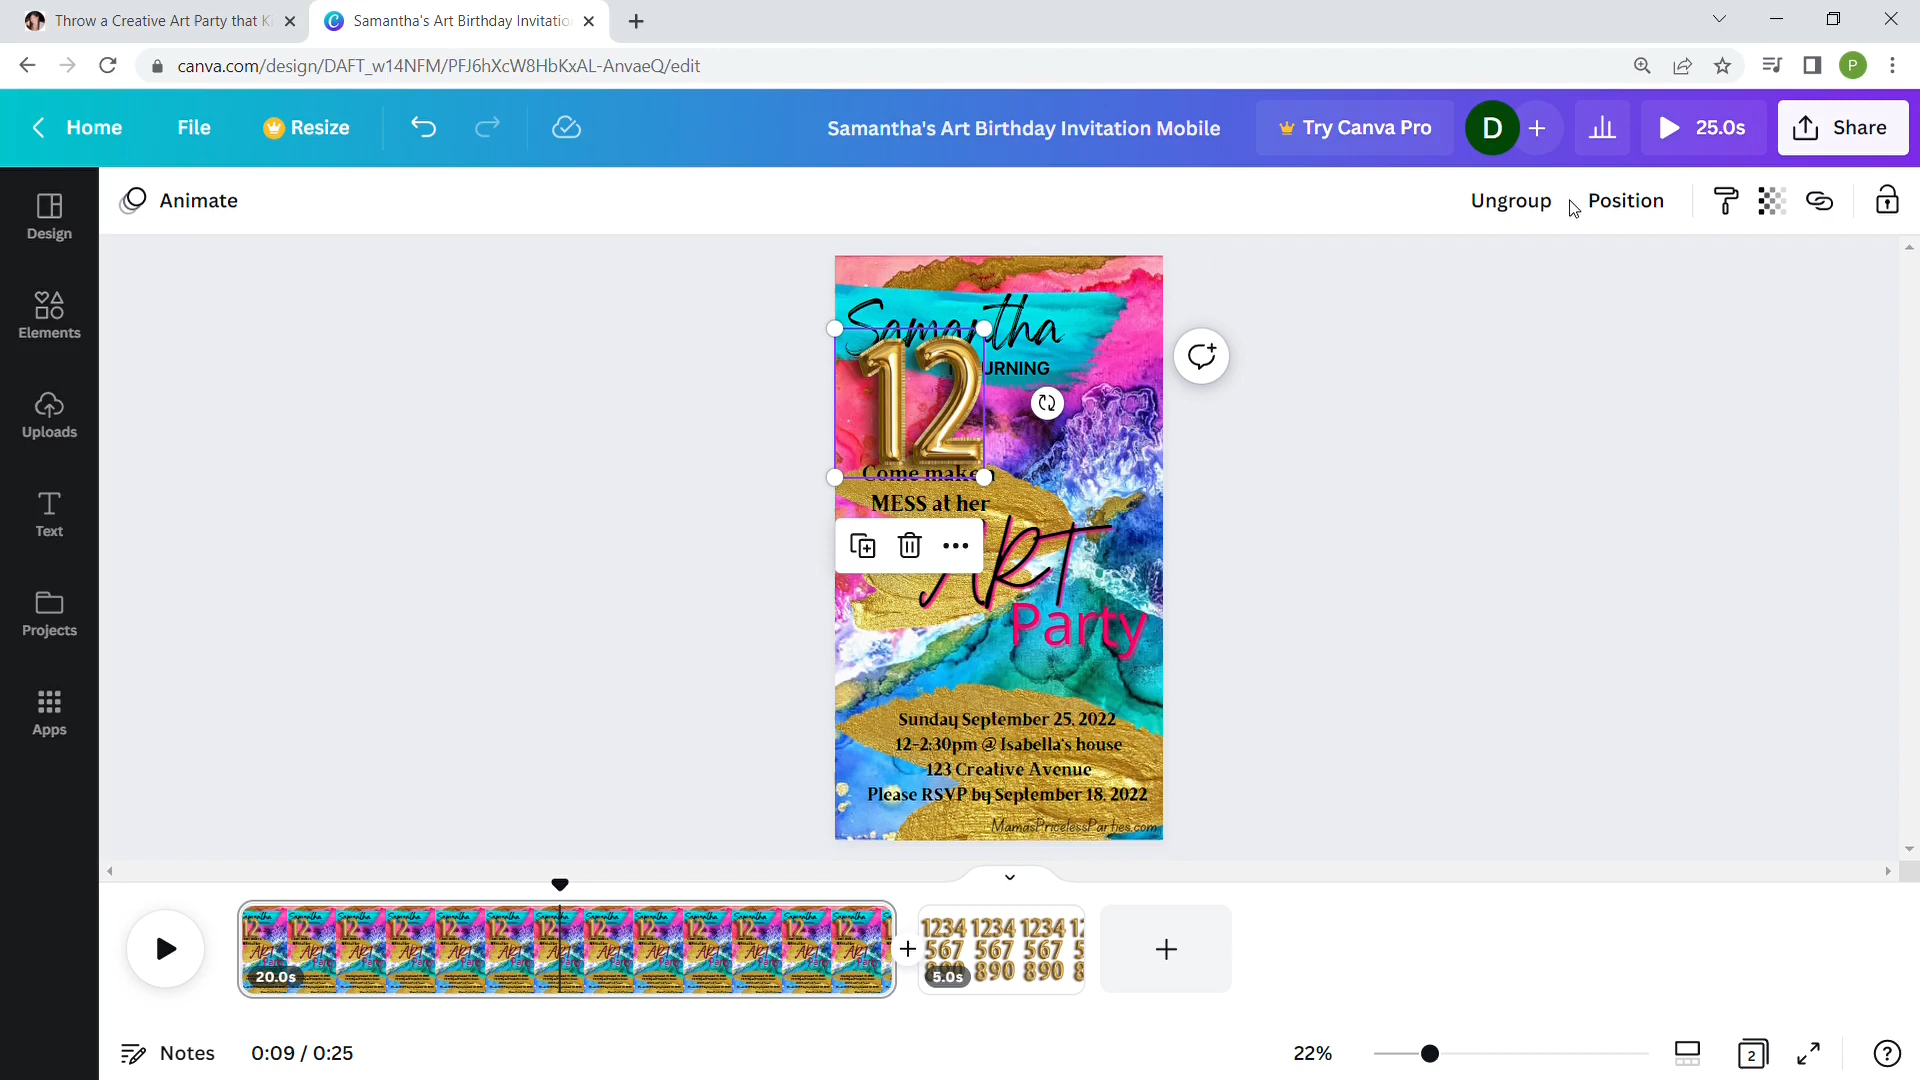 Throw a Creative Art Party that K
Samantha's Art Birthday Invitatio
canva.com/design/DAFT_w14NFM/PFJ6hXcW8HbKxAL-AnvaeQ/edit
P
Home
File
Resize
Samantha's Art Birthday Invitation Mobile
Try Canva Pro
D
25.0s
Share
Animate
Ungroup
Position
Design
Elements
Uploads
Text
Projects
Apps
Samantha
URNING
12
Come make
MESS at her
ART
Party
Sunday September 25, 2022
12-2:30pm @ Isabella's house
123 Creative Avenue
Please RSVP by September 18, 2022
MamasPricelessParties.com
20.0s
1234 1234 1234 12
567 567 567 5
890 890 8
5.0s
Notes
0:09 / 0:25
22%
2